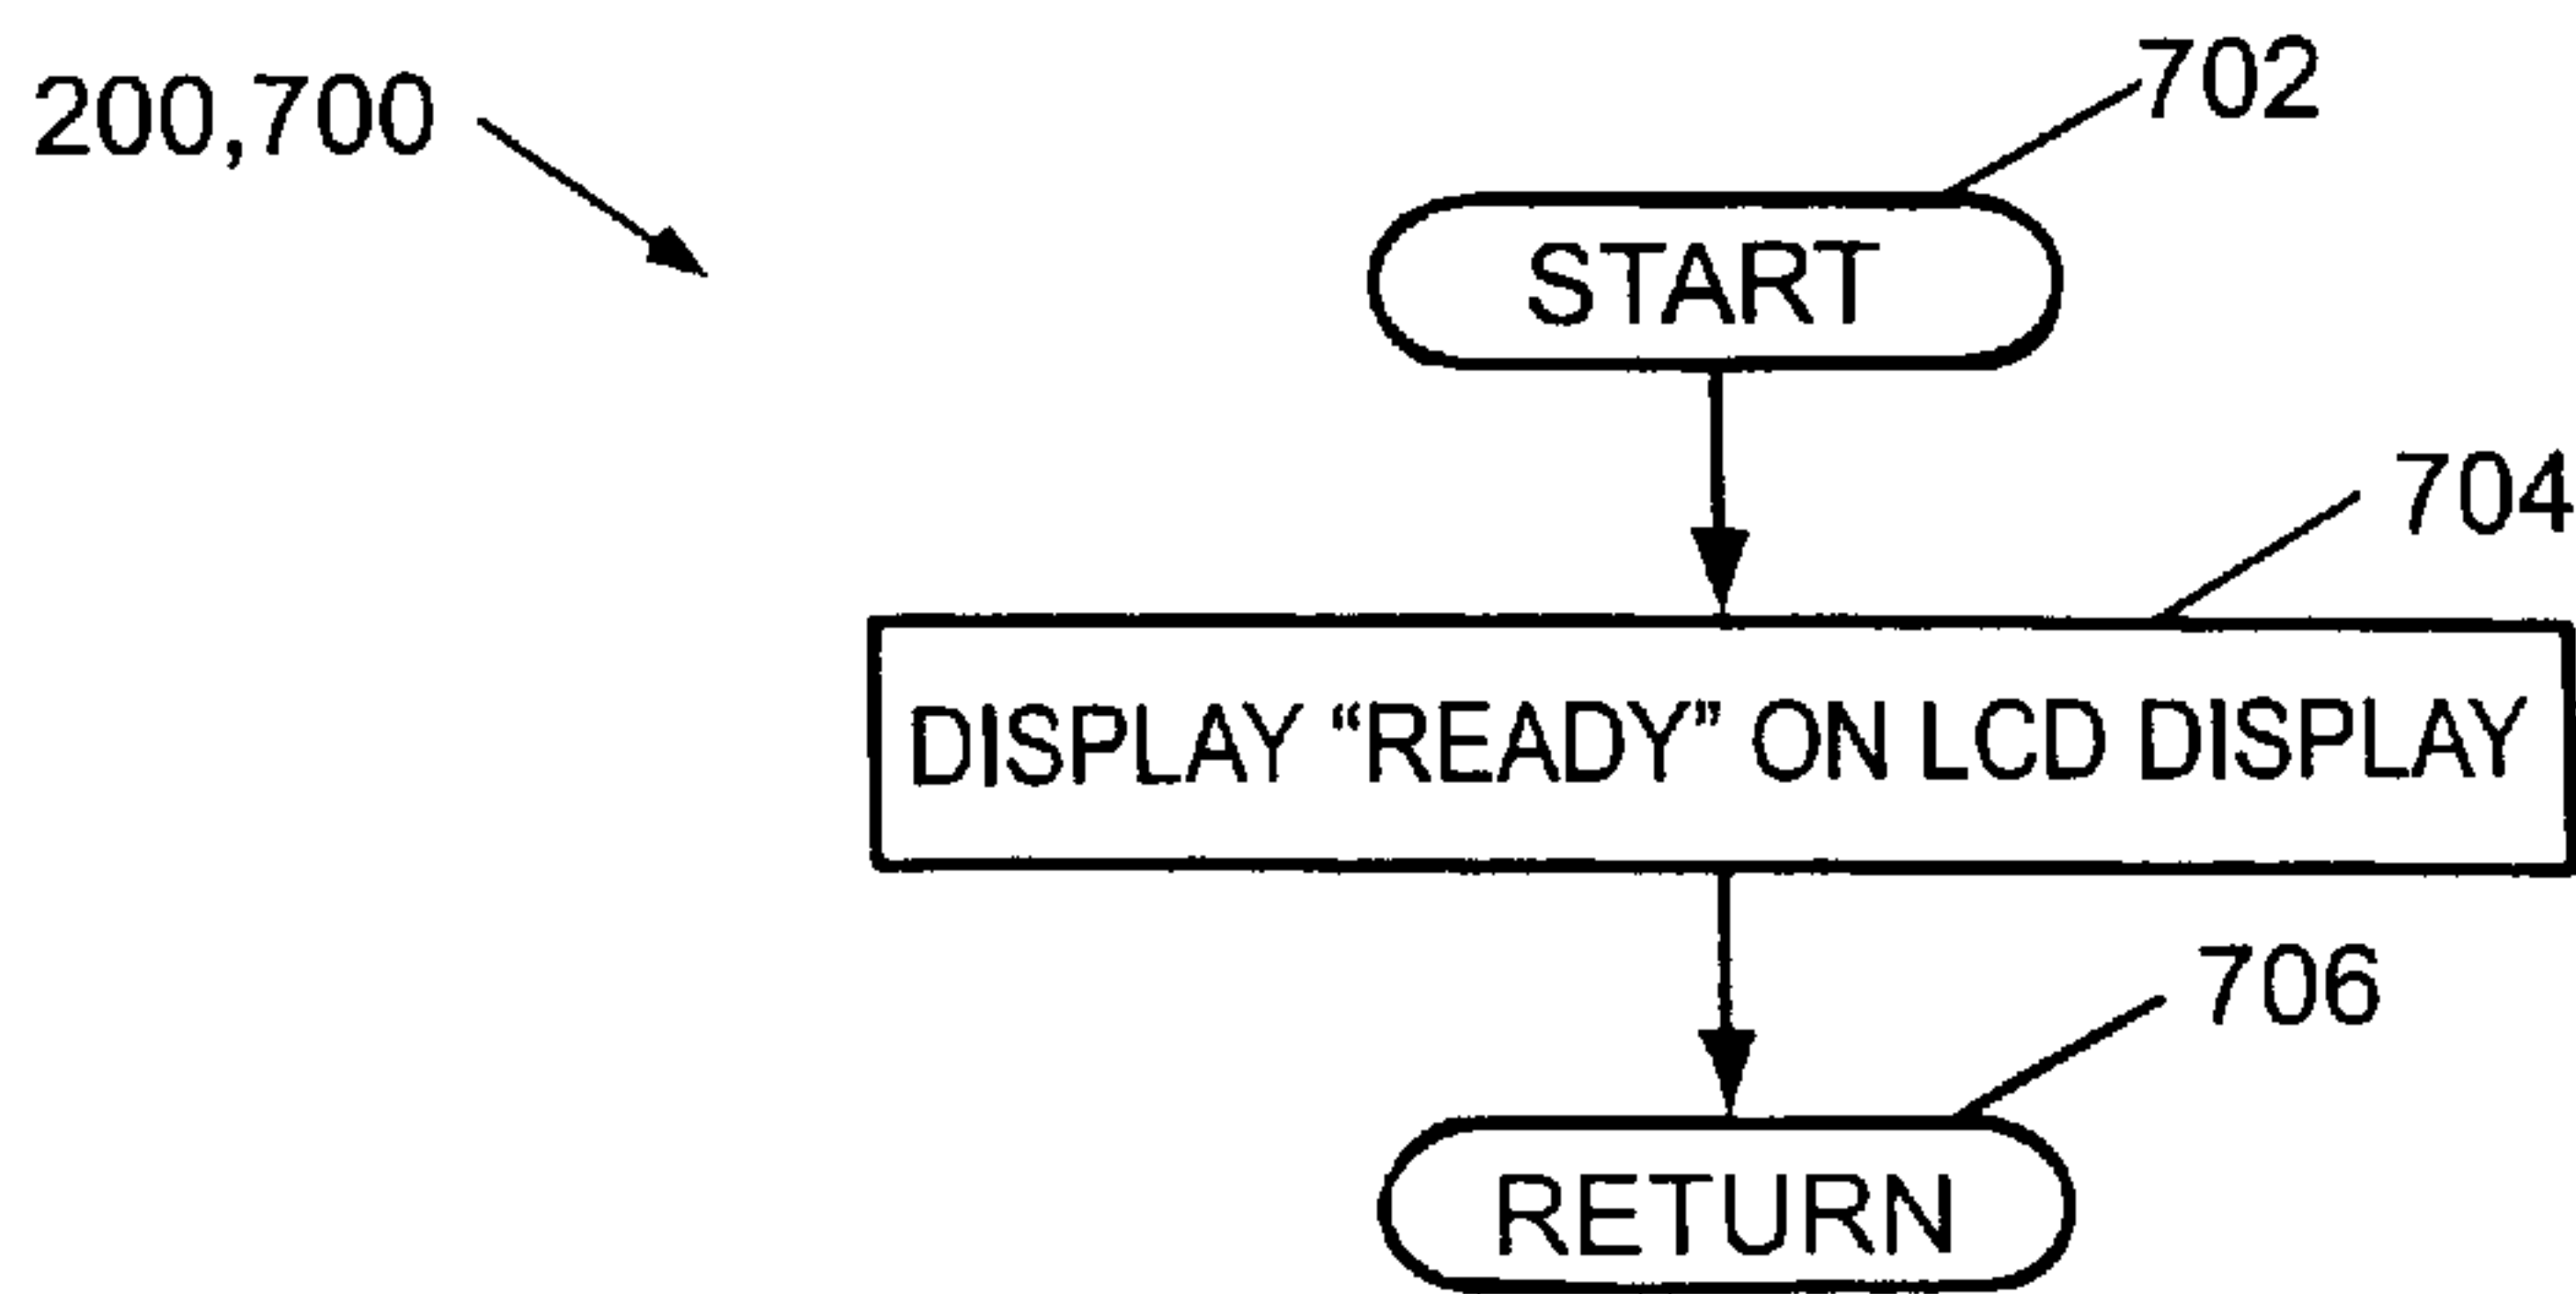 702
200,700
START
704
DISPLAY “READY” ON LCD DISPLAY
706
RETURN